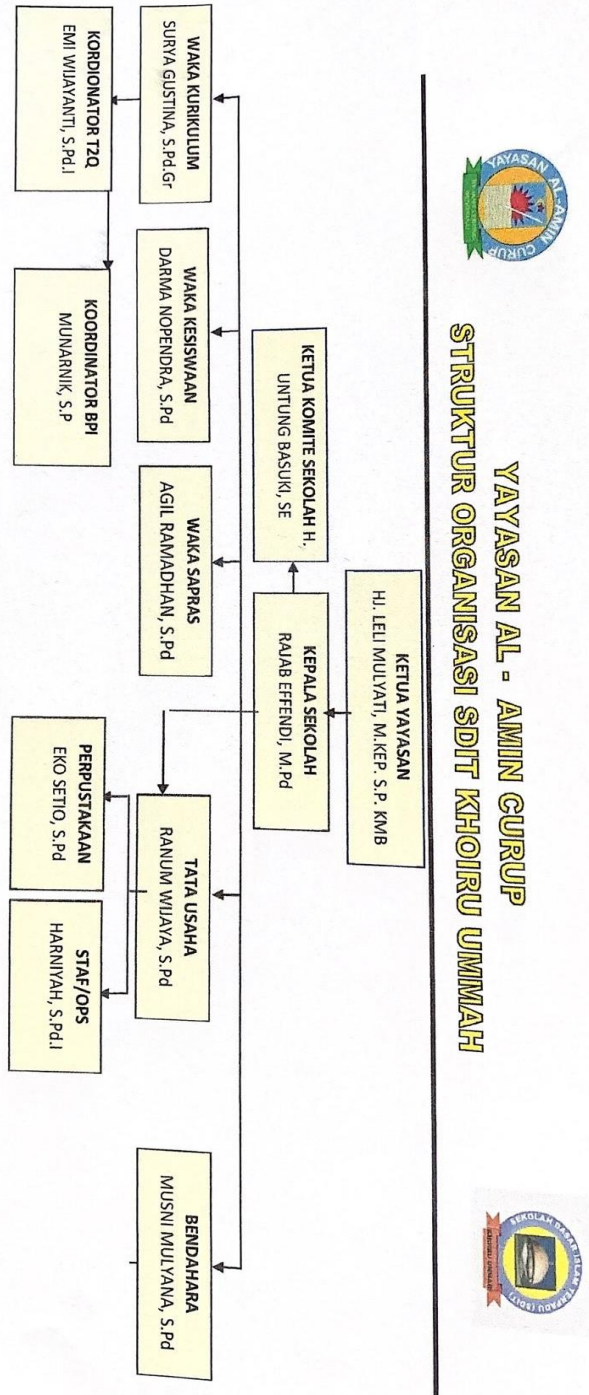 YAYASAN AL-AMIN CURUP
YAYASAN AL - AMIN CURUP
STRUKTUR ORGANISASI SDIT KHOIRU UMMAH
SEKOLAH DASAR ISLAM TERPADU (SDIT)
KHOIRU UMMAH
KETUA YAYASAN
HJ. LELI MULYATI, M.KEP. S.P. KMB
KETUA KOMITE SEKOLAH H.
UNTUNG BASUKI, SE
KEPALA SEKOLAH
RAJAB EFFENDI, M.Pd
WAKA KURIKULUM
SURYA GUSTINA, S.Pd.Gr
WAKA KESISWAAN
DARMA NOPENDRA, S.Pd
WAKA SAPRAS
AGIL RAMADHAN, S.Pd
TATA USAHA
RANUM WIJAYA, S.Pd
BENDAHARA
MUSNI MULYANA, S.Pd
KORDIONATOR T2Q
EMI WIJAYANTI, S.Pd.I
KOORDINATOR BPI
MUNARNIK, S.P
PERPUSTAKAAN
EKO SETIO, S.Pd
STAF/OPS
HARNIYAH, S.Pd.I